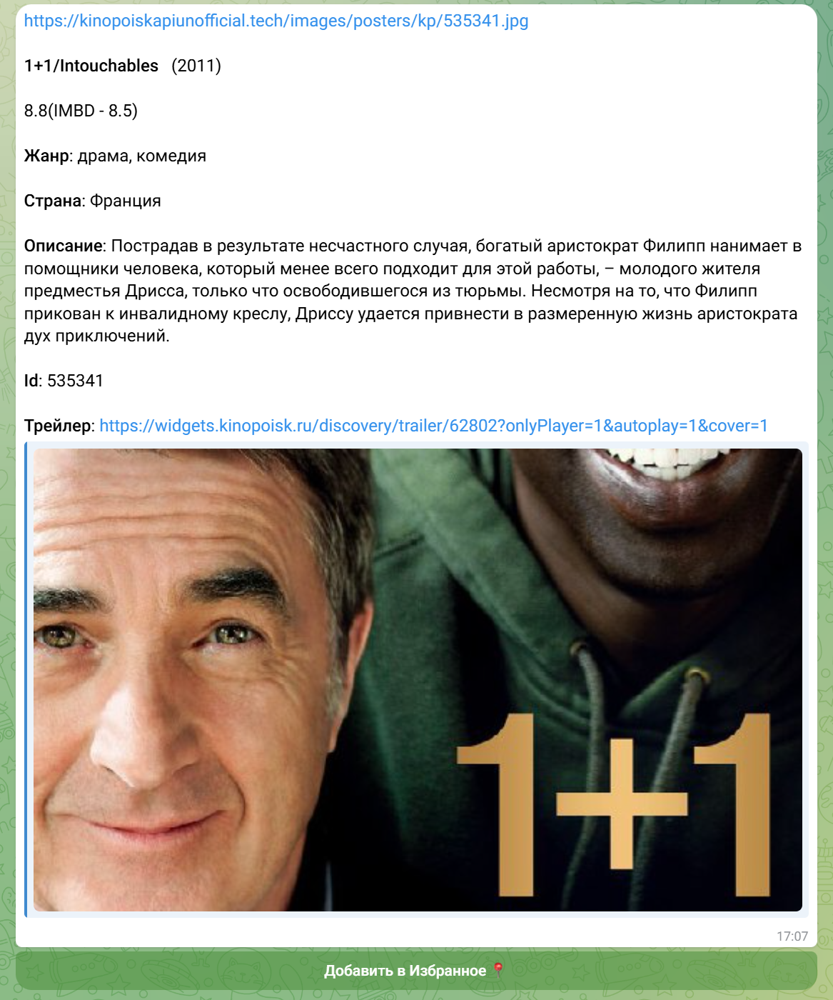 https://kinopoiskapiunofficial.tech/images/posters/kp/535341.jpg
1+1/Intouchables (2011)
8.8(IMBD - 8.5)
Жанр: драма, комедия
Страна: Франция
Описание: Пострадав в результате несчастного случая, богатый аристократ Филипп нанимает в
помощники человека, который менее всего подходит для этой работы, – молодого жителя
предместья Дрисса, только что освободившегося из тюрьмы. Несмотря на то, что Филипп
прикован к инвалидному креслу, Дриссу удается привнести в размеренную жизнь аристократа
дух приключений.
Id: 535341
Трейлер: https://widgets.kinopoisk.ru/discovery/trailer/62802?onlyPlayer=1&autoplay=1&cover=1
1+1
17:07
Добавить в Избранное📍